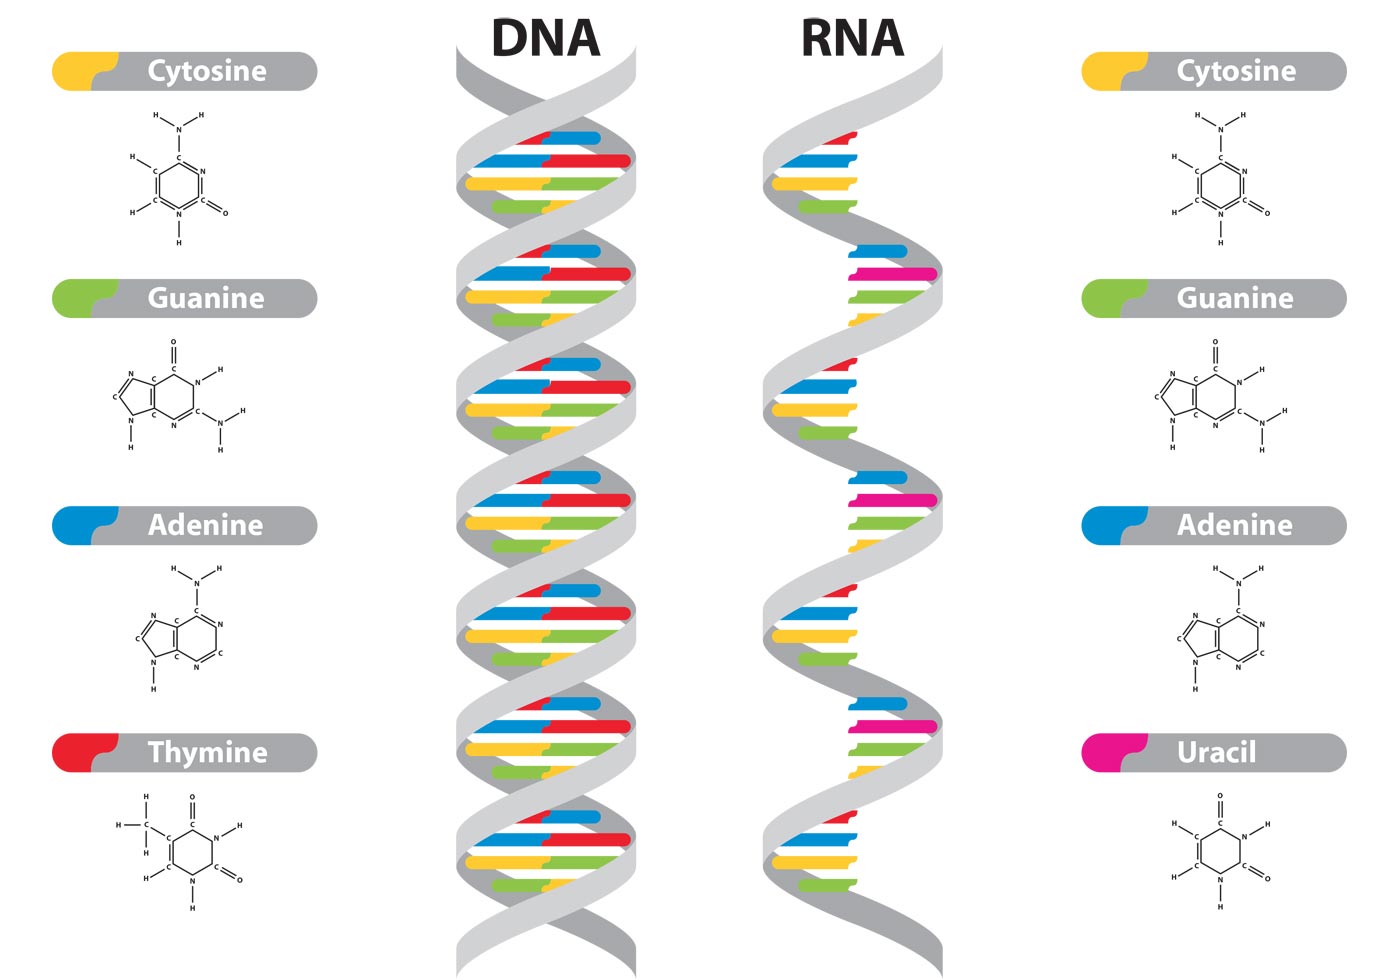 DNA
RNA
Cytosine
H H
N
H C
C N
C C
H N O
H
Guanine
O
C H
N C N
C C C H
N N N
H H
Adenine
H H
N
C
N C N
C C C
N N
H
Thymine
H O
H C C H
C N
H C C
H O
N
H
Cytosine
H H
N
H C
C N
C C
H N O
H
Guanine
O
C H
N C N
C C C H
N N N
H H
Adenine
H H
N
C
N C N
C C C
N N
H
Uracil
O
H C H
C N
C C
H O
N
H